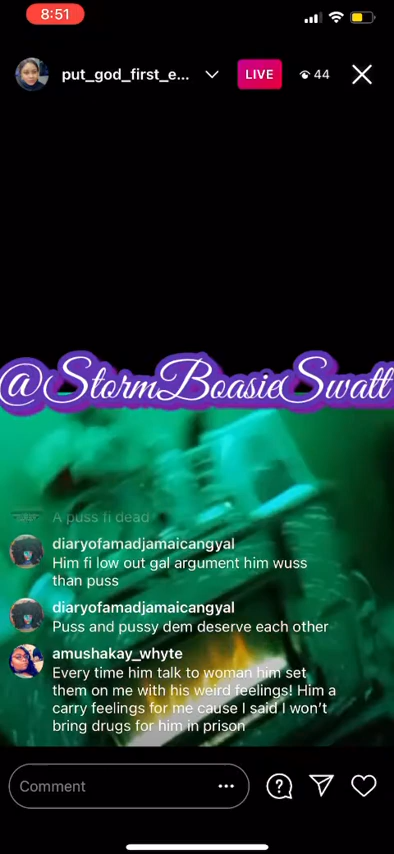 8:51
put_god_first_e...
LIVE
44
@StormBoasieSwatt
A puss fi dead
diaryofamadjamaicangyal
Him fi low out gal argument him wuss
than puss
diaryofamadjamaicangyal
Puss and pussy dem deserve each other
amushakay_whyte
Every time him talk to woman him set
them on me with his weird feelings! Him a
carry feelings for me cause I said I won't
bring drugs for him in prison
Comment